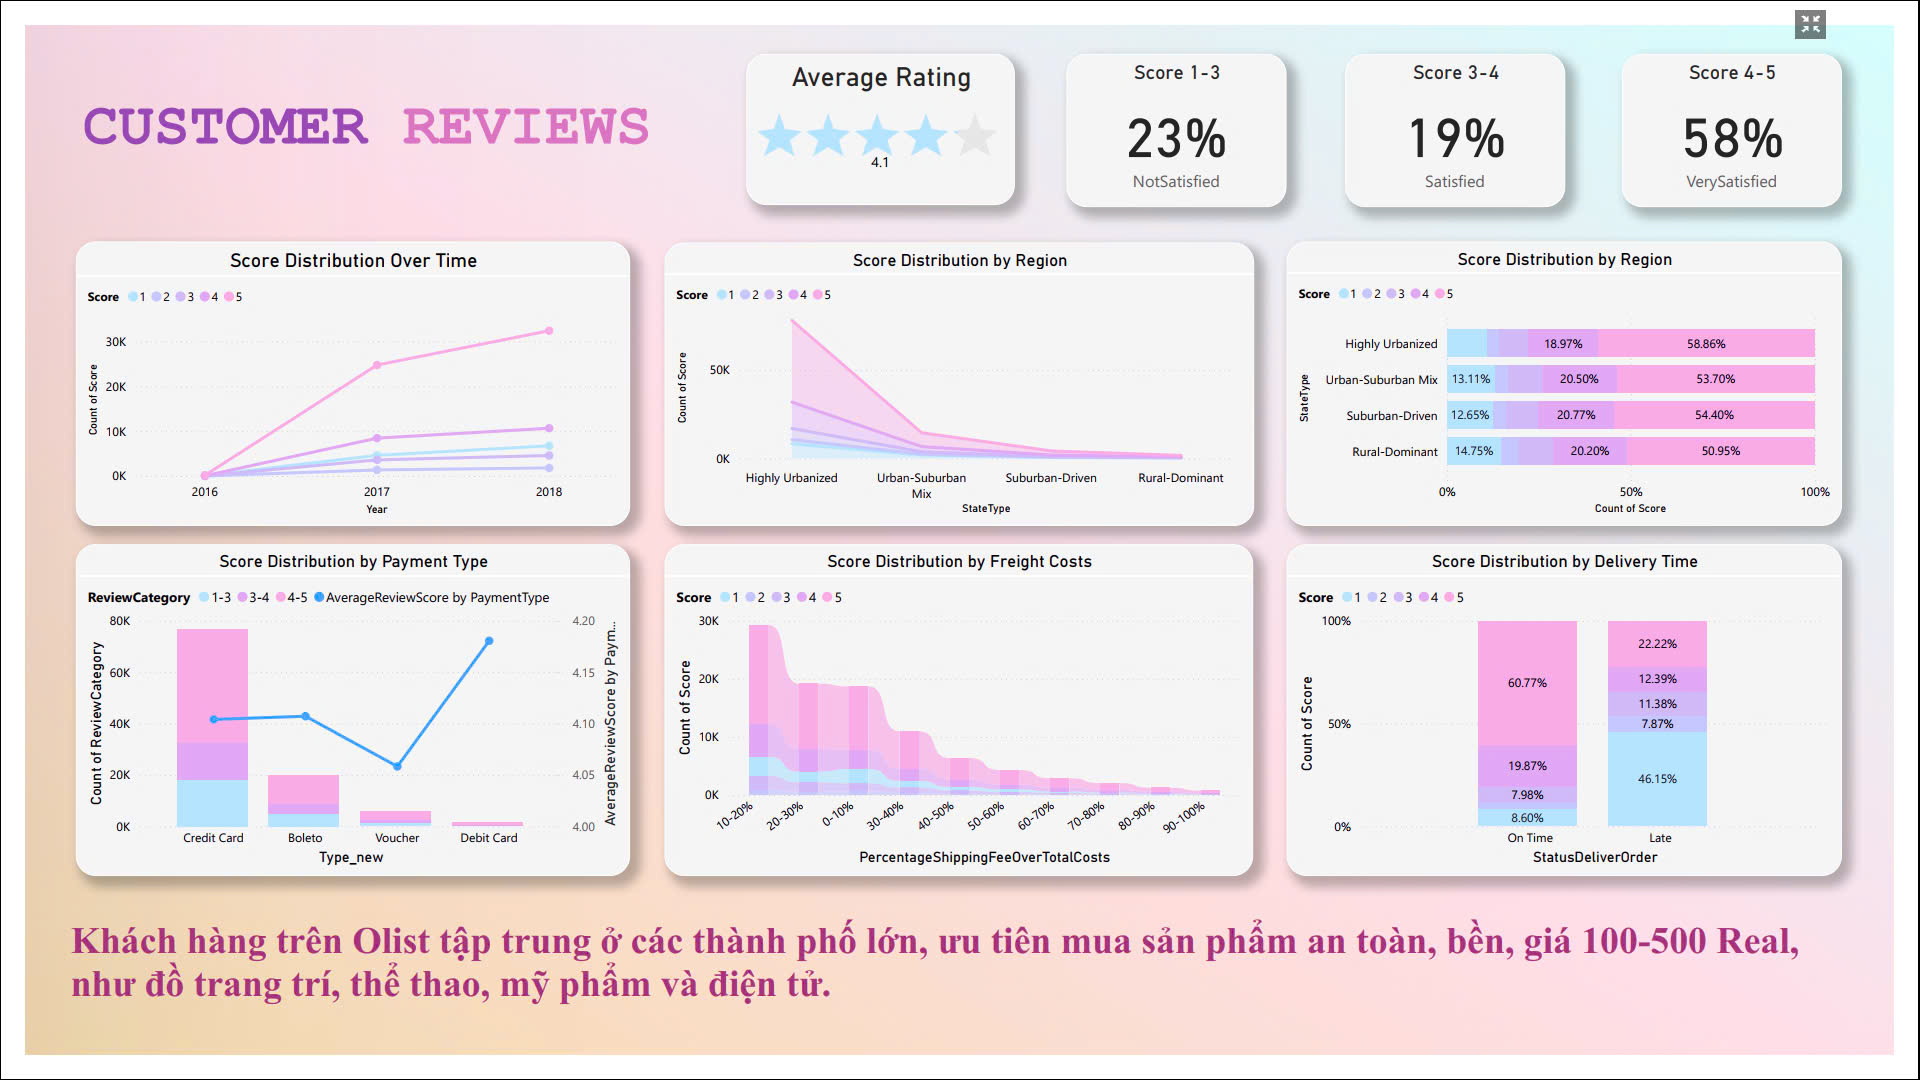 CUSTOMER REVIEWS
Average Rating
4.1
Score 1-3
23%
NotSatisfied
Score 3-4
19%
Satisfied
Score 4-5
58%
VerySatisfied
Score Distribution Over Time
Score 1 2 3 4 5
Count of Score
30K
20K
10K
0K
2016 2017 2018
Year
Score Distribution by Region
Score 1 2 3 4 5
Count of Score
50K
0K
Highly Urbanized
Urban-Suburban
Mix
Suburban-Driven
Rural-Dominant
StateType
Score Distribution by Region
Score 1 2 3 4 5
StateType
Highly Urbanized 18.97% 58.86%
Urban-Suburban Mix 13.11% 20.50% 53.70%
Suburban-Driven 12.65% 20.77% 54.40%
Rural-Dominant 14.75% 20.20% 50.95%
0% 50% 100%
Count of Score
Score Distribution by Payment Type
ReviewCategory 1-3 3-4 4-5 AverageReviewScore by PaymentType
Count of ReviewCategory
80K
60K
40K
20K
0K
4.20
4.15
4.10
4.05
4.00
AverageReviewScore by Paym...
Credit Card Boleto Voucher Debit Card
Type_new
Score Distribution by Freight Costs
Score 1 2 3 4 5
Count of Score
30K
20K
10K
0K
10-20% 20-30% 0-10% 30-40% 40-50% 50-60% 60-70% 70-80% 80-90% 90-100%
PercentageShippingFeeOverTotalCosts
Score Distribution by Delivery Time
Score 1 2 3 4 5
Count of Score
100%
50%
0%
60.77%
19.87%
7.98%
8.60%
22.22%
12.39%
11.38%
7.87%
46.15%
On Time Late
StatusDeliverOrder
Khách hàng trên Olist tập trung ở các thành phố lớn, ưu tiên mua sản phẩm an toàn, bền, giá 100-500 Real,
như đồ trang trí, thể thao, mỹ phẩm và điện tử.